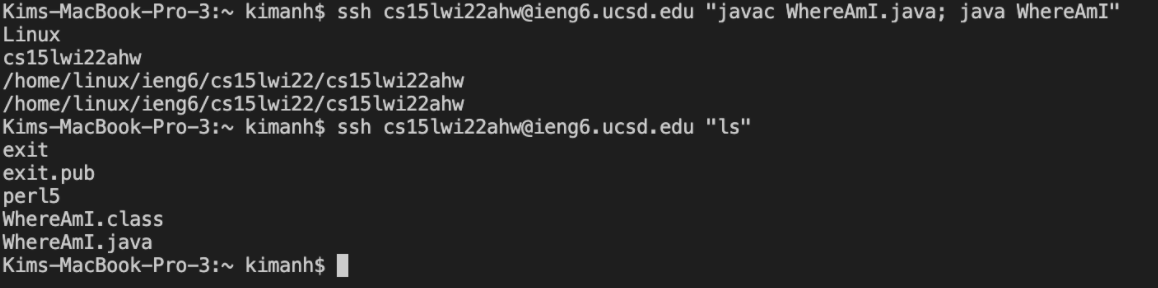 Kims-MacBook-Pro-3:~ kimanh$ ssh cs15lwi22ahw@ieng6.ucsd.edu "javac WhereAmI.java; java WhereAmI"
Linux
cs15lwi22ahw
/home/linux/ieng6/cs15lwi22/cs15lwi22ahw
/home/linux/ieng6/cs15lwi22/cs15lwi22ahw
Kims-MacBook-Pro-3:~ kimanh$ ssh cs15lwi22ahw@ieng6.ucsd.edu "ls"
exit
exit.pub
perl5
WhereAmI.class
WhereAmI.java
Kims-MacBook-Pro-3:~ kimanh$